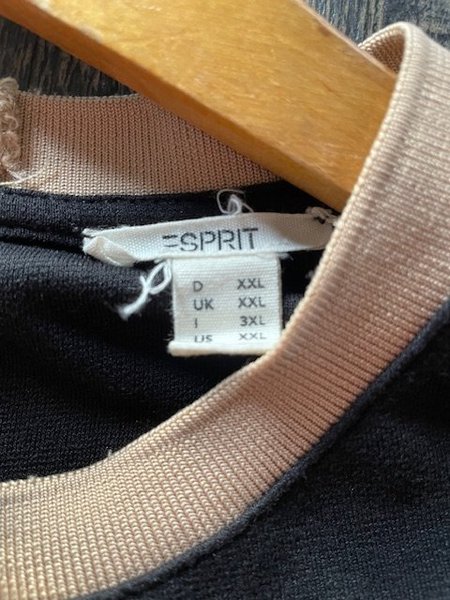 ESPRIT
D XXL
UK XXL
I 3XL
US XXL